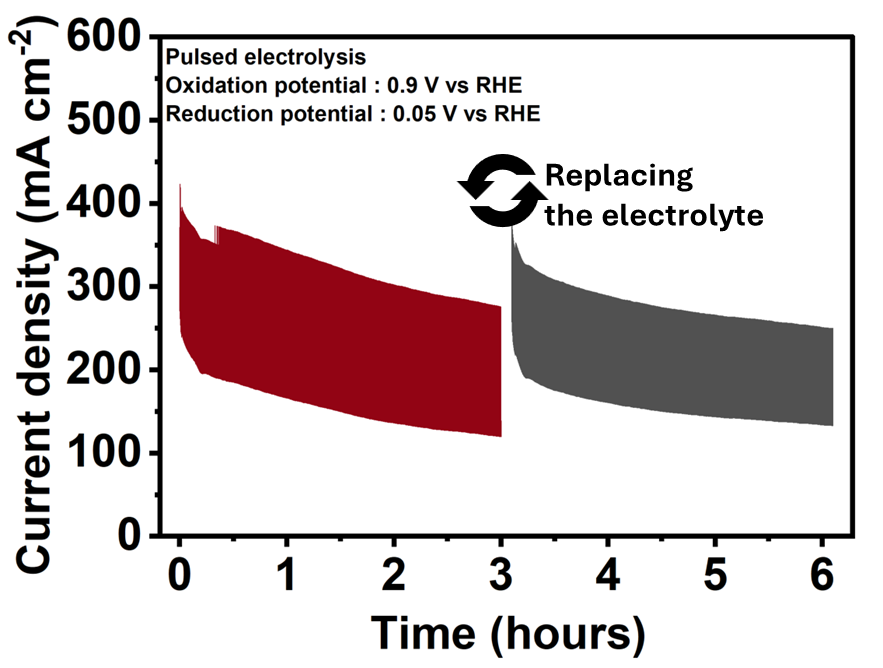 Pulsed electrolysis
Oxidation potential : 0.9 V vs RHE
Reduction potential : 0.05 V vs RHE
Replacing
the electrolyte
Current density (mA cm-2)
600
500
400
300
200
100
0
0 1 2 3 4 5 6
Time (hours)